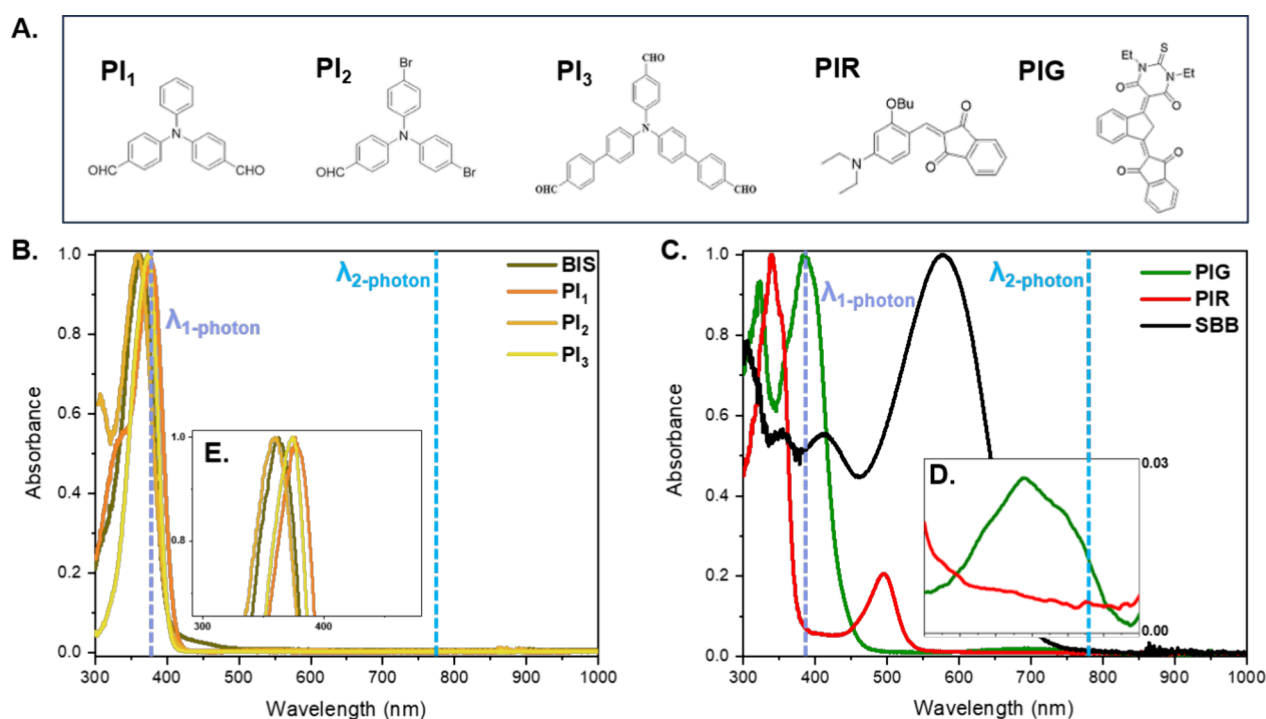 A.
PI1 PI2 PI3 PIR PIG
N
OHC CHO
Br
N
OHC Br
CHO
N
OHC CHO
OBu
O
N
O
S
Et N N Et
O O
O O
B. C.
1.0
0.8
0.6
0.4
0.2
0.0
300 400 500 600 700 800 900 1000
Absorbance
Wavelength (nm)
λ1-photon
λ2-photon
BIS
PI1
PI2
PI3
E.
1.0
0.8
300 400
1.0
0.8
0.6
0.4
0.2
0.0
300 400 500 600 700 800 900 1000
Absorbance
Wavelength (nm)
λ1-photon
λ2-photon
PIG
PIR
SBB
D.
0.03
0.00